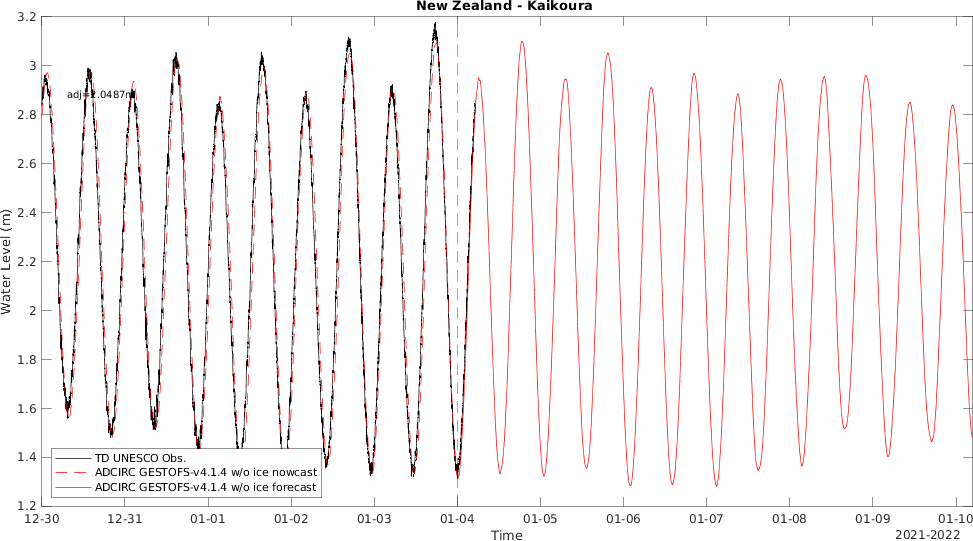 New Zealand - Kaikoura
3.2
3
2.8
2.6
2.4
2.2
2
1.8
1.6
1.4
1.2
Water Level (m)
adj=2.0487m
TD UNESCO Obs.
ADCIRC GESTOFS-v4.1.4 w/o ice nowcast
ADCIRC GESTOFS-v4.1.4 w/o ice forecast
12-30 12-31 01-01 01-02 01-03 01-04 01-05 01-06 01-07 01-08 01-09 01-10
Time
2021-2022